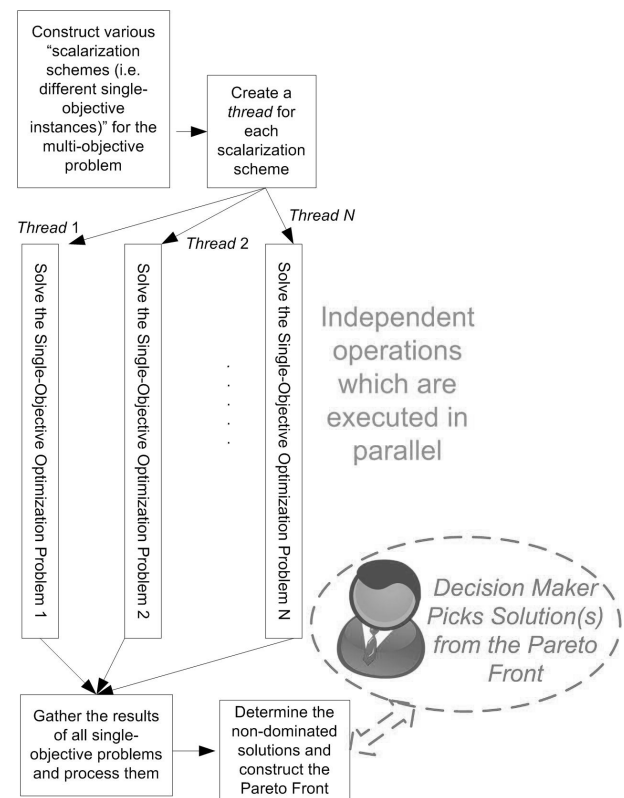 Construct various
“scalarization
schemes (i.e.
different single-
objective
instances)” for the
multi-objective
problem
Create a
thread for
each
scalarization
scheme
Thread 1
Thread 2
Thread N
Solve the Single-Objective Optimization Problem 1
Solve the Single-Objective Optimization Problem 2
. . . . .
Solve the Single-Objective Optimization Problem N
Independent
operations
which are
executed in
parallel
Decision Maker
Picks Solution(s)
from the Pareto
Front
Gather the results
of all single-
objective problems
and process them
Determine the
non-dominated
solutions and
construct the
Pareto Front